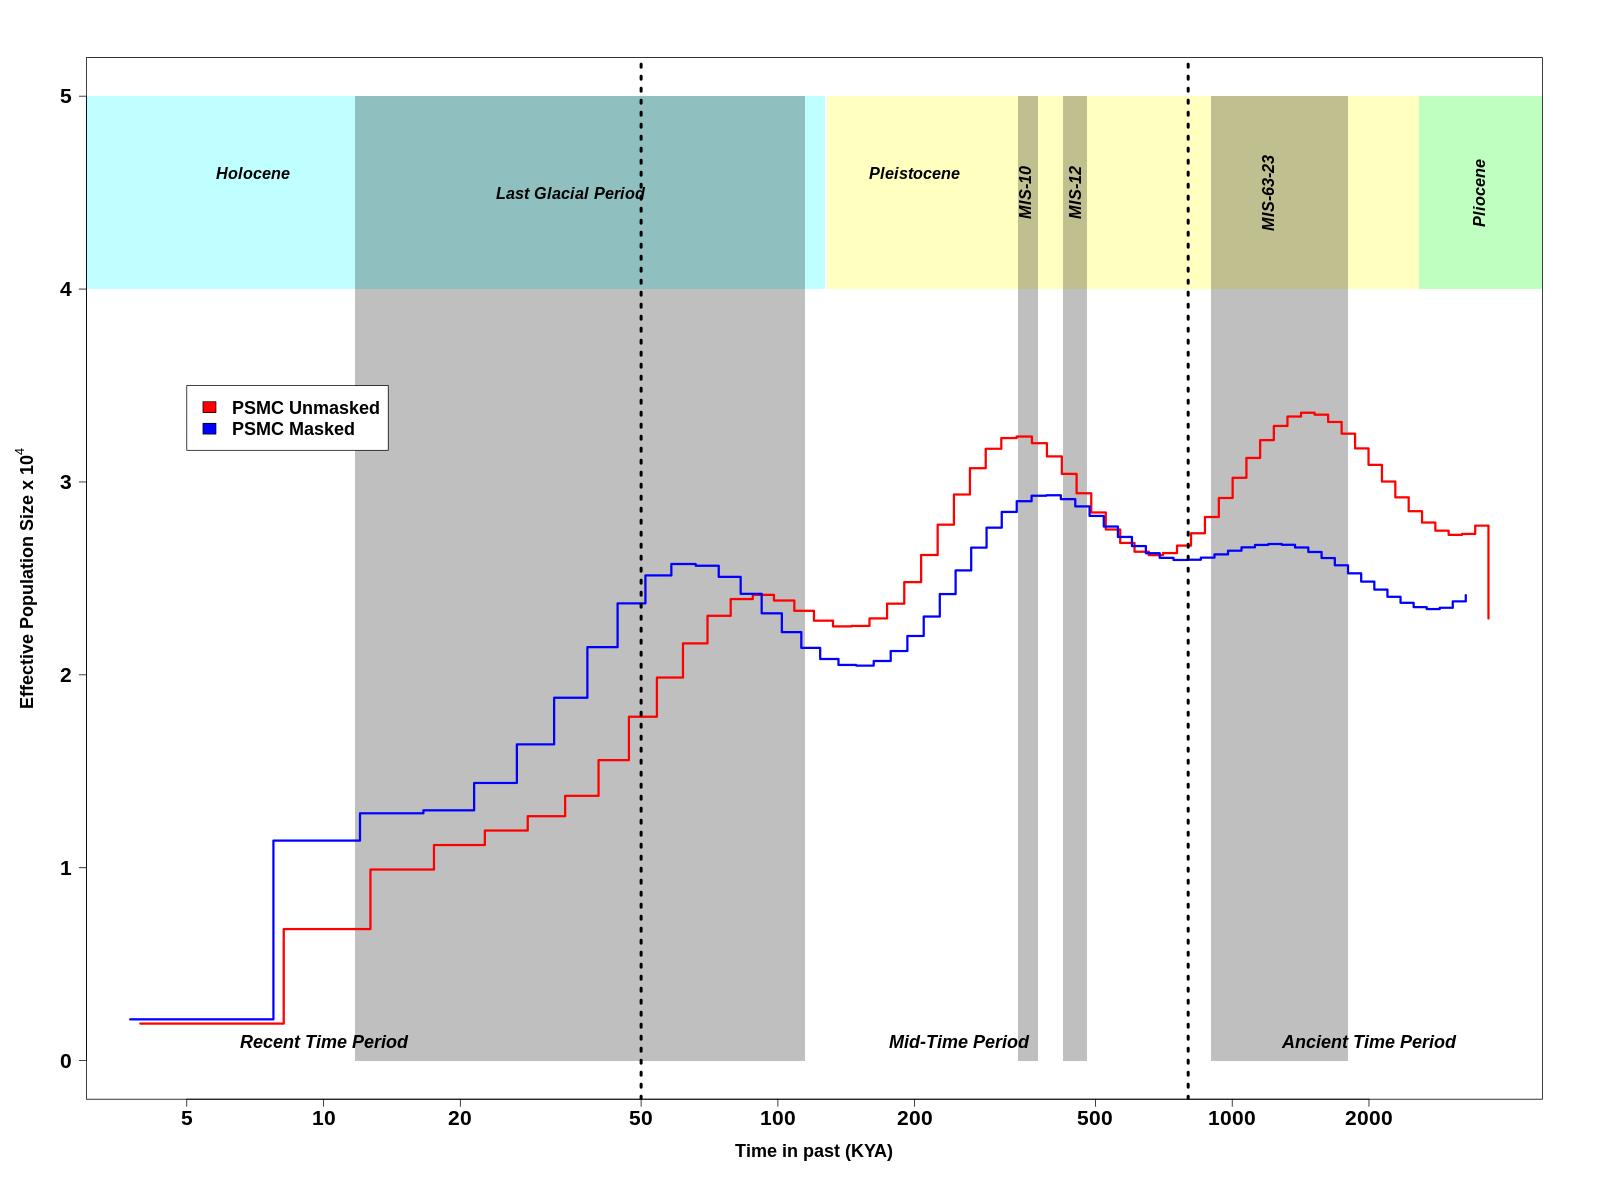 5
Holocene
Last Glacial Period
Pleistocene
MIS-10
MIS-12
MIS-63-23
Pliocene
4
PSMC Unmasked
PSMC Masked
3
Effective Population Size x 10⁴
2
1
Recent Time Period
Mid-Time Period
Ancient Time Period
0
5 10 20 50 100 200 500 1000 2000
Time in past (KYA)